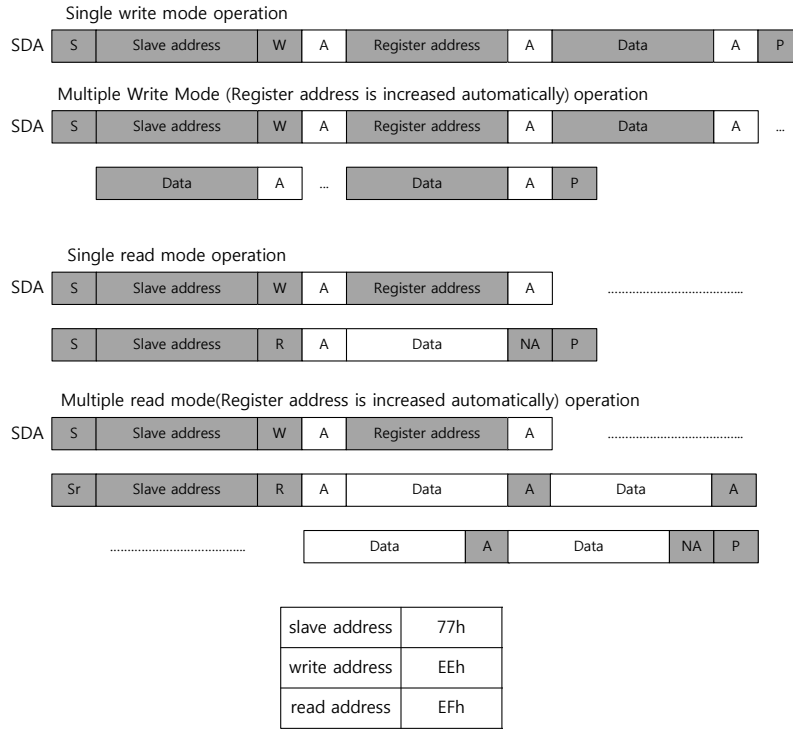 Single write mode operation
SDA S Slave address W A Register address A Data A P
Multiple Write Mode (Register address is increased automatically) operation
SDA S Slave address W A Register address A Data A ...
Data A ... Data A P
Single read mode operation
SDA S Slave address W A Register address A ........................................
S Slave address R A Data NA P
Multiple read mode(Register address is increased automatically) operation
SDA S Slave address W A Register address A ........................................
Sr Slave address R A Data A Data A
........................................ Data A Data NA P
slave address 77h
write address EEh
read address EFh